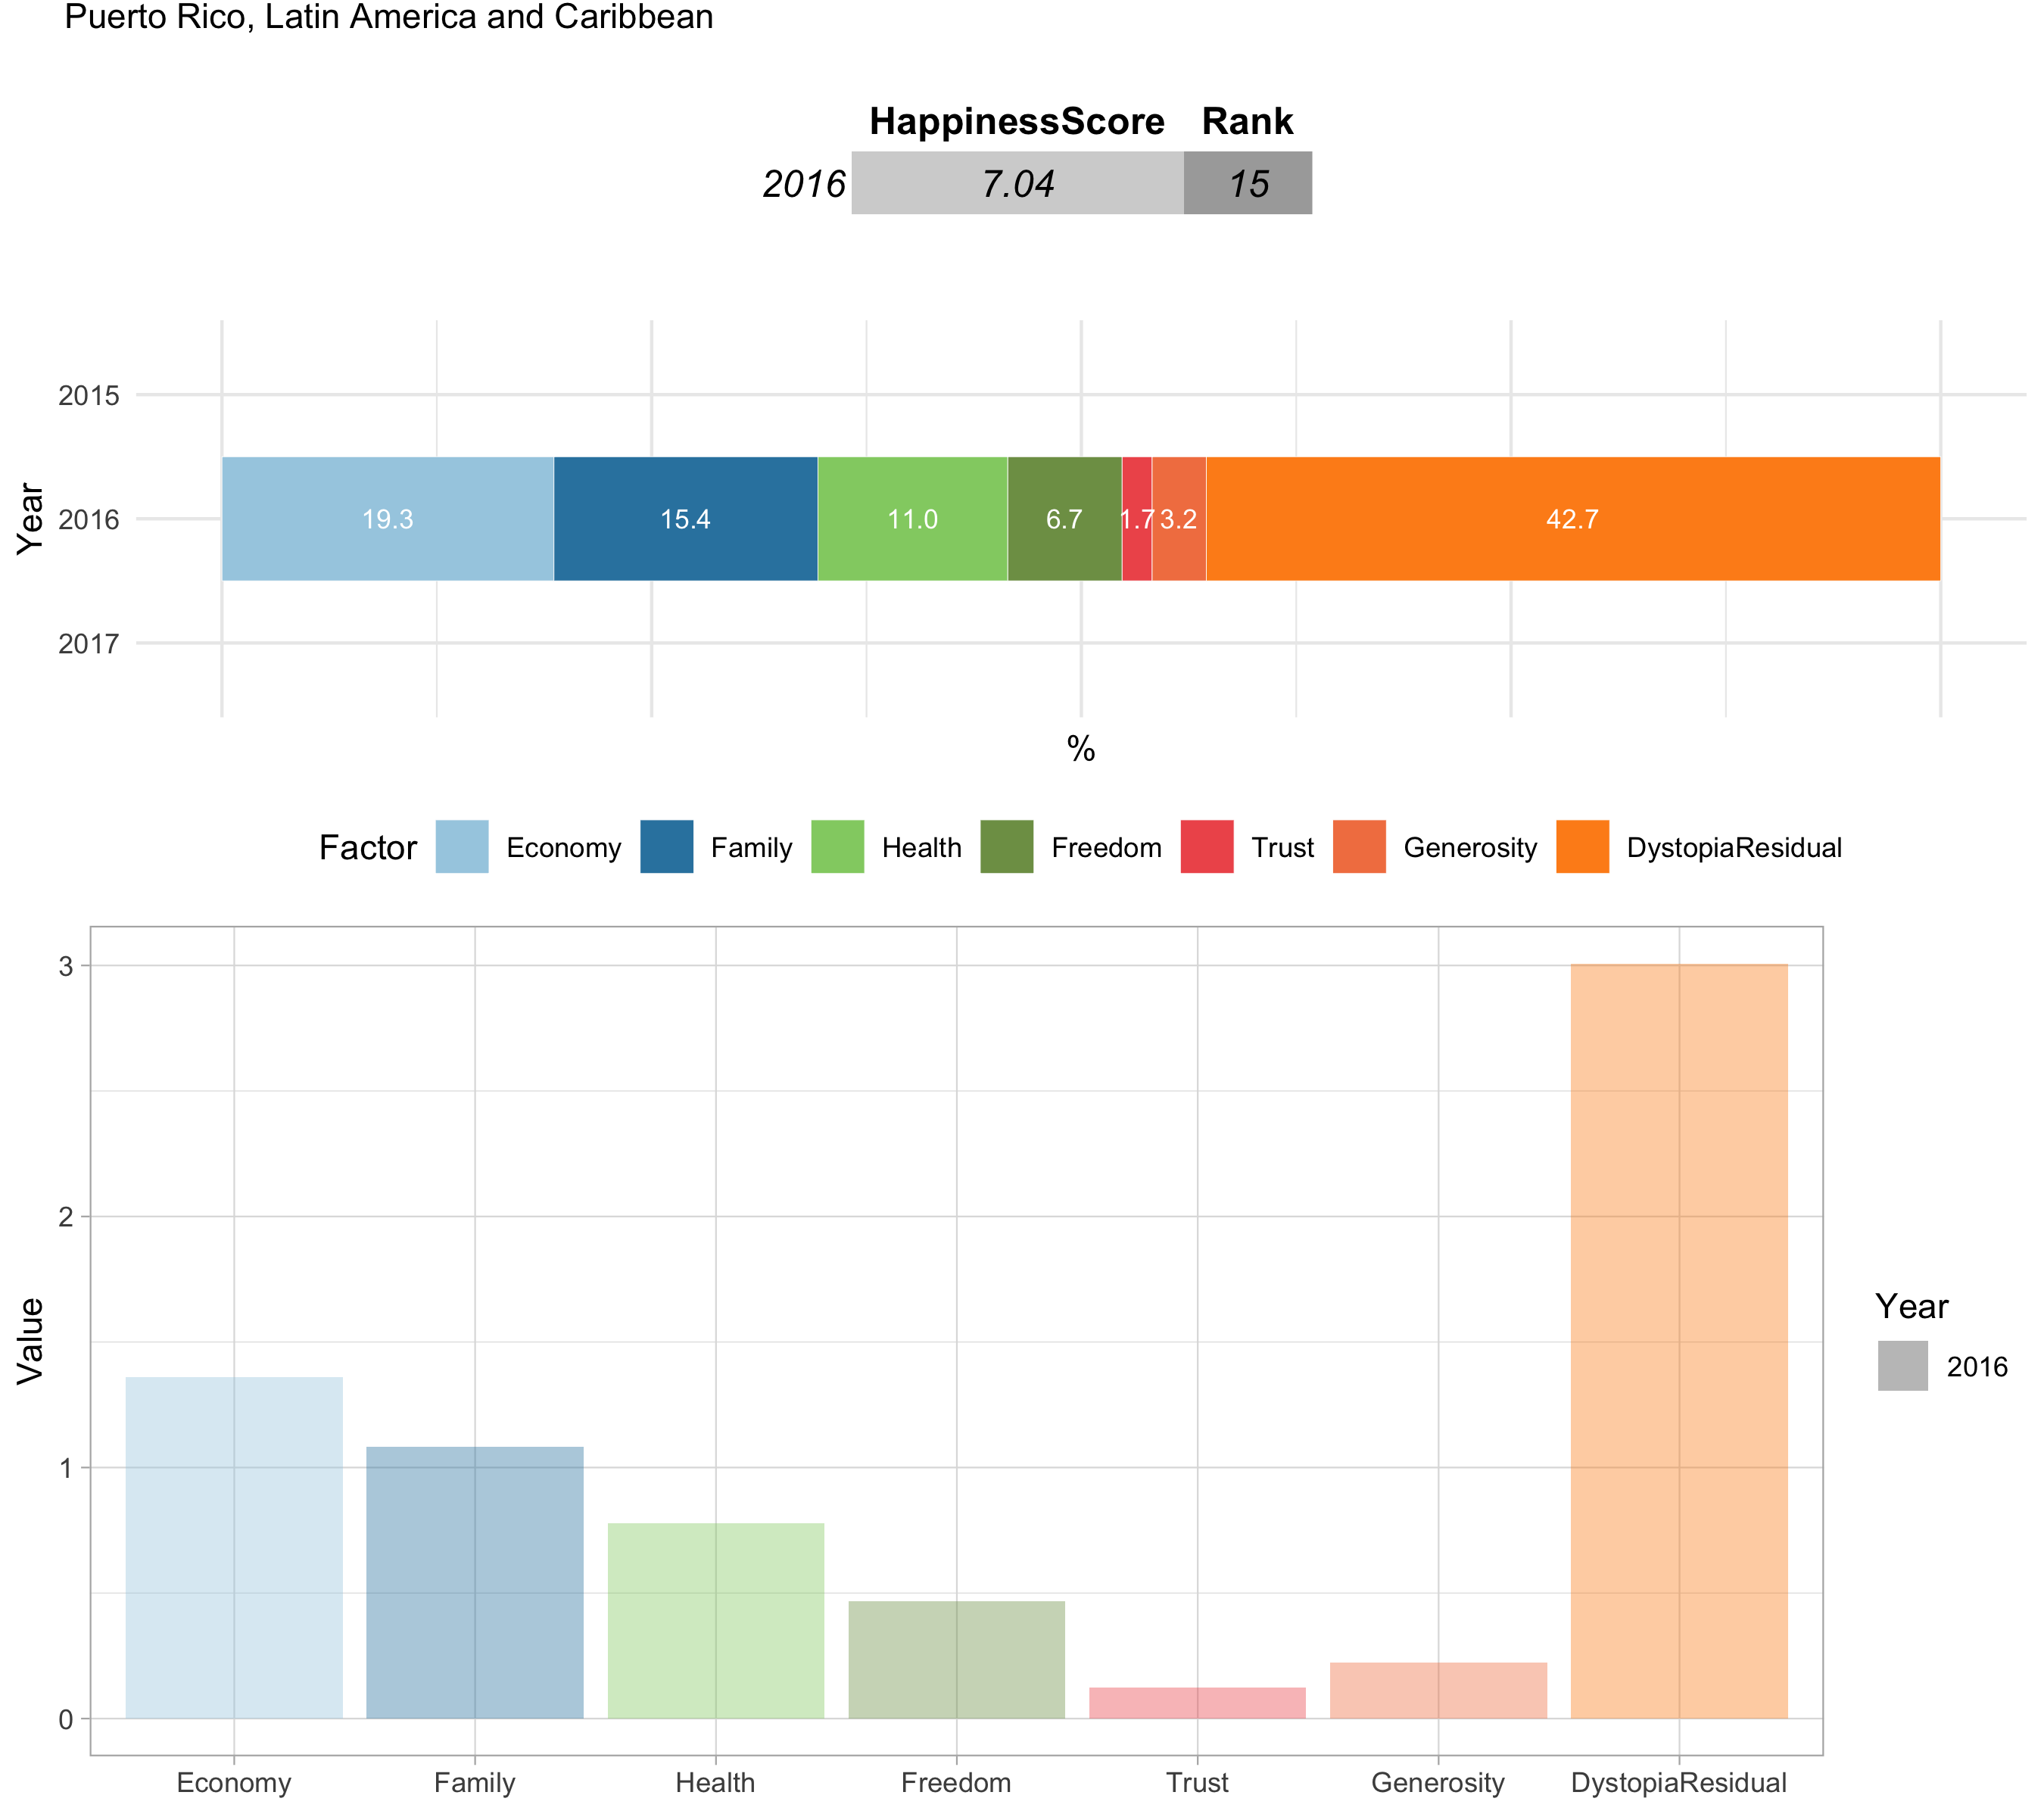 Puerto Rico, Latin America and Caribbean
HappinessScore Rank
2016 7.04 15
Year
2015
2016 19.3 15.4 11.0 6.7 1.7 3.2 42.7
2017
%
Factor Economy Family Health Freedom Trust Generosity DystopiaResidual
Value
3
2
1
0
Economy Family Health Freedom Trust Generosity DystopiaResidual
Year
2016